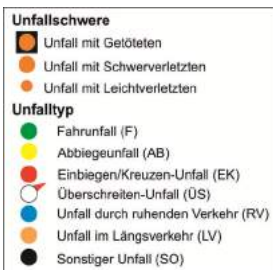 Unfallschwere
Unfall mit Getöteten
Unfall mit Schwerverletzten
Unfall mit Leichtverletzten
Unfalltyp
Fahrunfall (F)
Abbiegeunfall (AB)
Einbiegen/Kreuzen-Unfall (EK)
Überschreiten-Unfall (ÜS)
Unfall durch ruhenden Verkehr (RV)
Unfall im Längsverkehr (LV)
Sonstiger Unfall (SO)